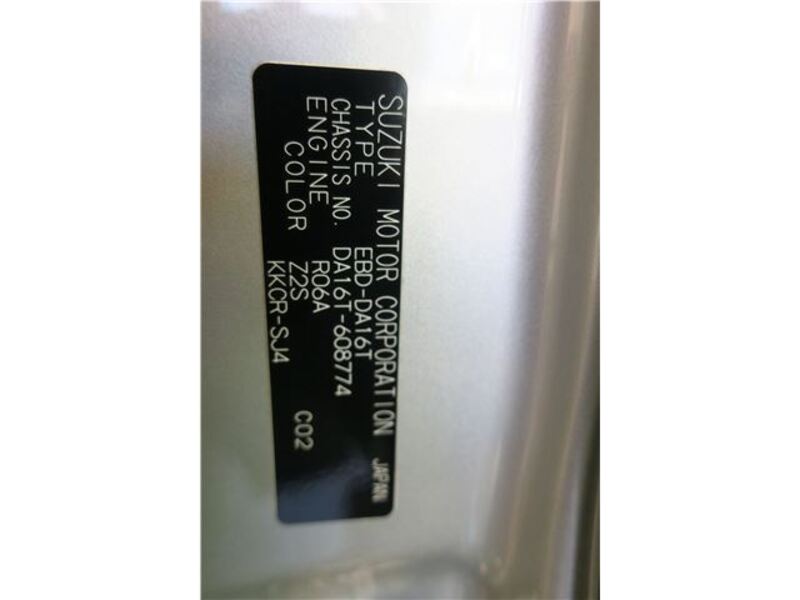 SUZUKI MOTOR CORPORATION JAPAN
TYPE EBD-DA16T
CHASSIS NO. DA16T-608774
ENGINE R06A
COLOR Z2S
KKCR-SJ4 C02